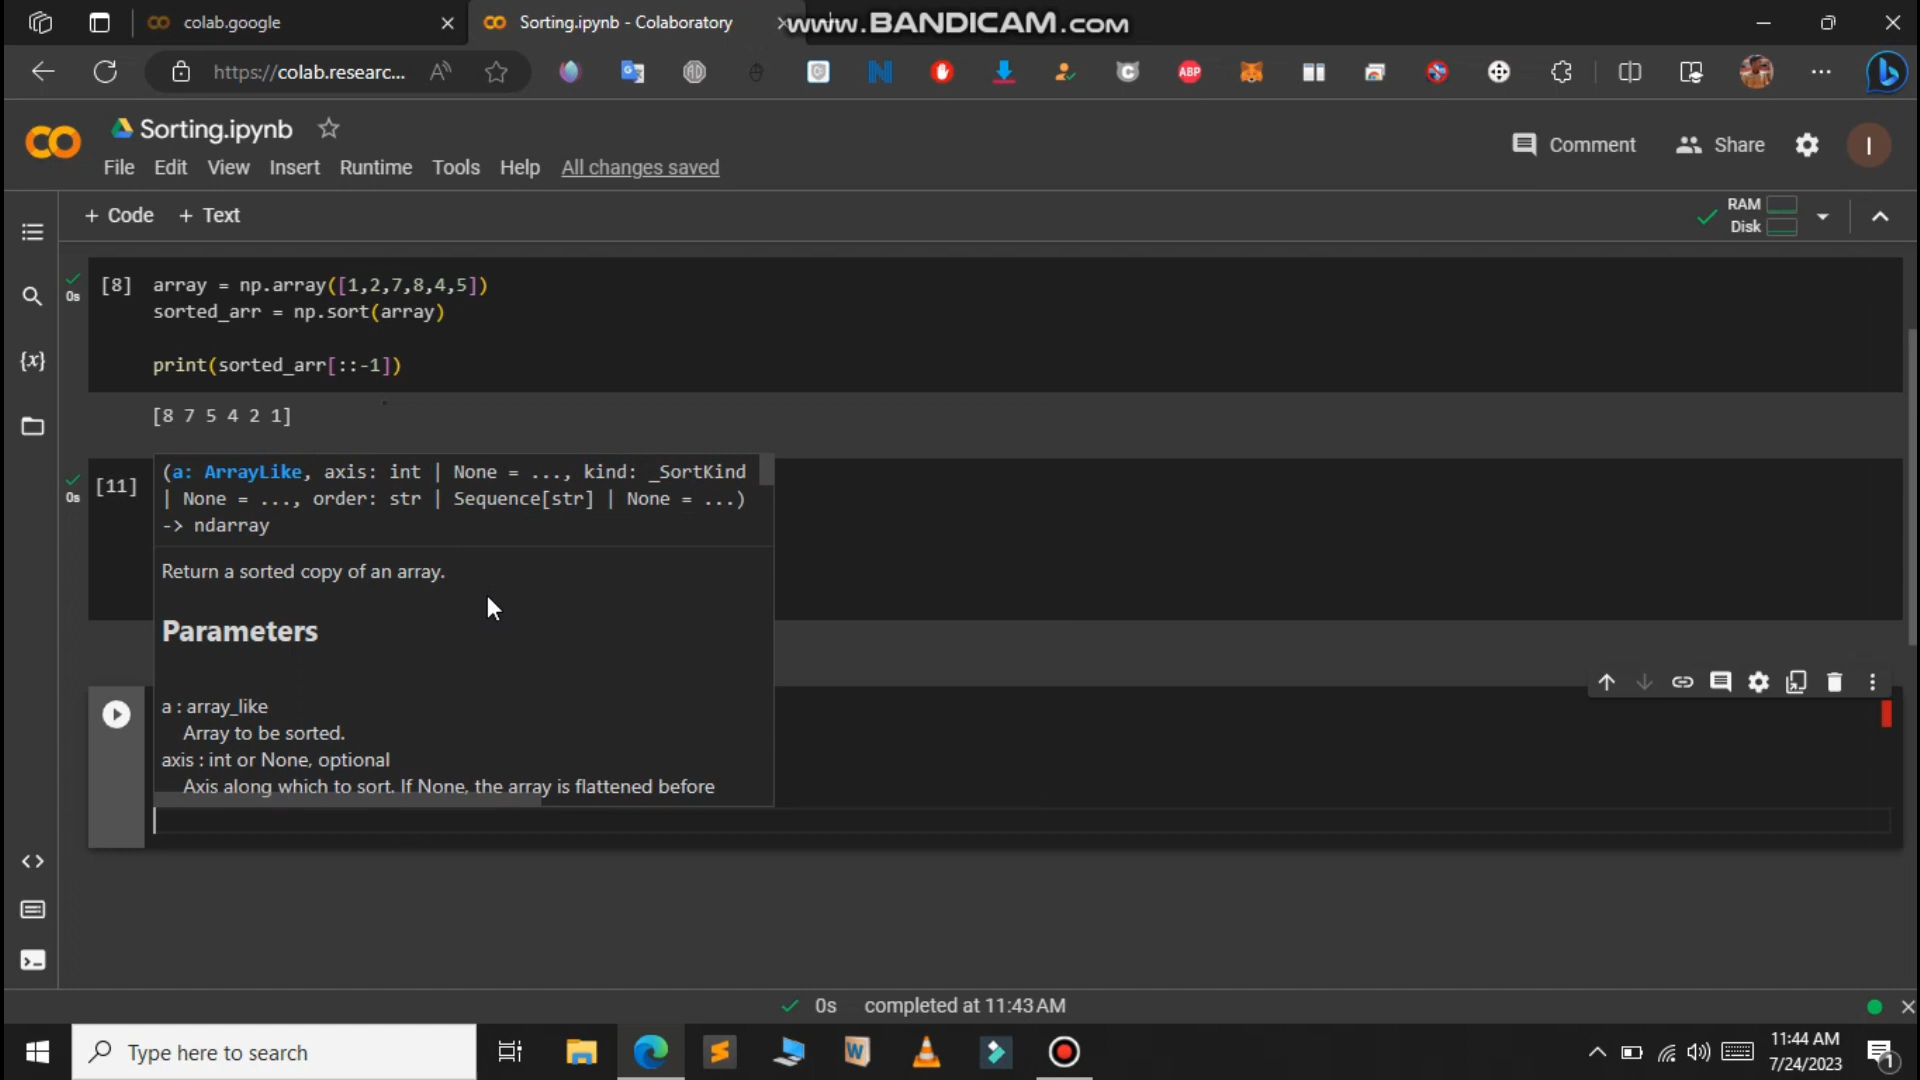 colab.google
Sorting.ipynb - Colaboratory
www.BANDICAM.com
https://colab.researc...
Sorting.ipynb
File Edit View Insert Runtime Tools Help All changes saved
Comment
Share
I
+ Code + Text
RAM
Disk
0s
[8] array = np.array([1,2,7,8,4,5])
sorted_arr = np.sort(array)
print(sorted_arr[::-1])
[8 7 5 4 2 1]
0s
[11]
(a: ArrayLike, axis: int | None = ..., kind: _SortKind
| None = ..., order: str | Sequence[str] | None = ...)
-> ndarray
Return a sorted copy of an array.
Parameters
a : array_like
Array to be sorted.
axis : int or None, optional
Axis along which to sort. If None, the array is flattened before
0s completed at 11:43 AM
Type here to search
11:44 AM
7/24/2023
1